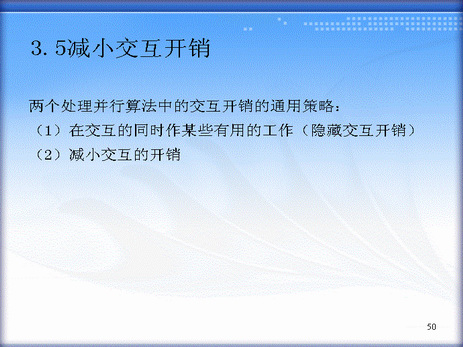 3.5减小交互开销
两个处理并行算法中的交互开销的通用策略：
（1）在交互的同时作某些有用的工作（隐藏交互开销）
（2）减小交互的开销
50